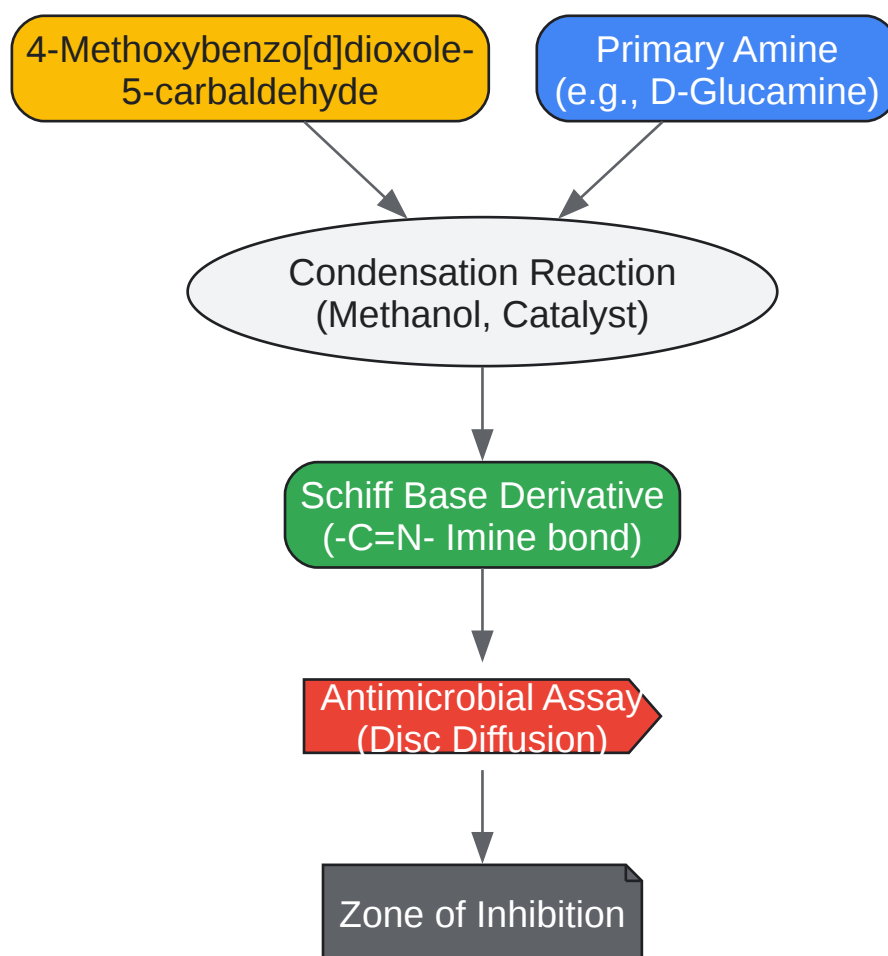 4-Methoxybenzo[d]dioxole-
5-carbaldehyde
Primary Amine
(e.g., D-Glucamine)
Condensation Reaction
(Methanol, Catalyst)
Schiff Base Derivative
(-C=N- Imine bond)
Antimicrobial Assay
(Disc Diffusion)
Zone of Inhibition